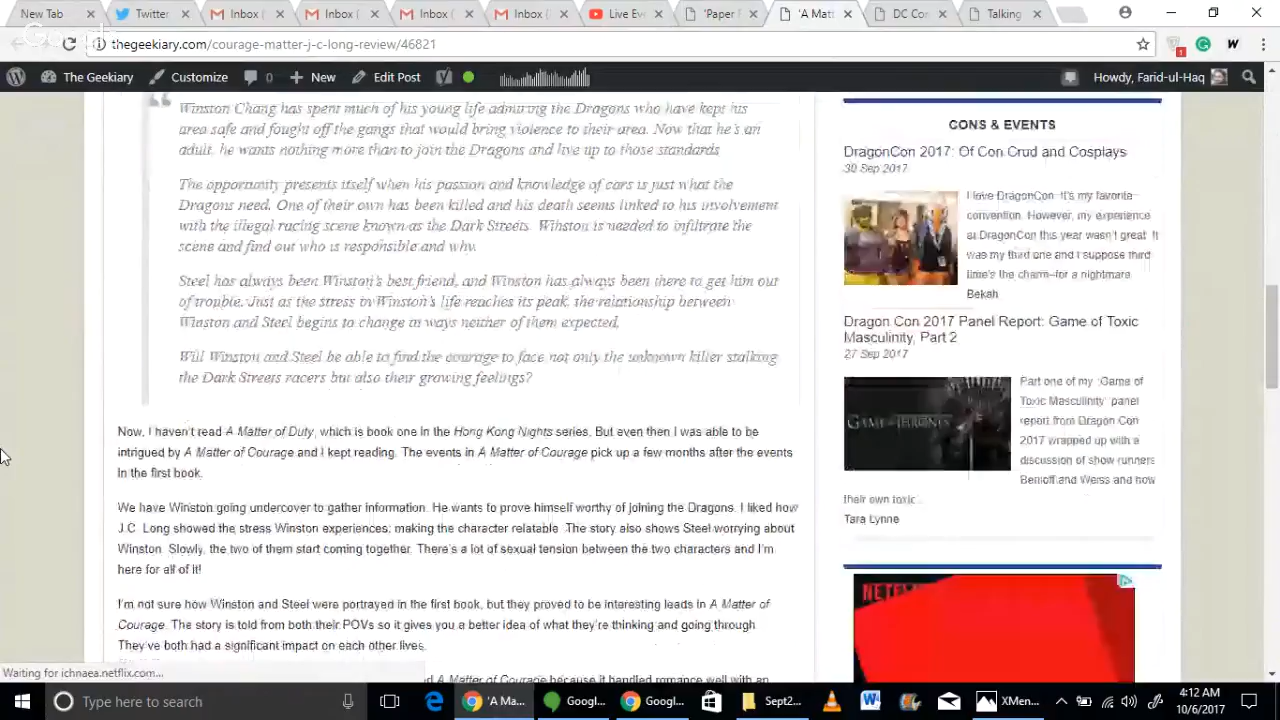 New Tab
Twitter
Inbox (
Inbox (
Inbox (
Inbox (
Live Ev
'Paper F
'A Matt
DC Co
Talking
thegeekiary.com/courage-matter-j-c-long-review/46821
The Geekiary
Customize
0
New
Edit Post
Howdy, Farid-ul-Haq
Winston Chang has spent much of his young life admiring the Dragons who have kept his
area safe and fought off the gangs that would bring violence to their area. Now that he's an
adult, he wants nothing more than to join the Dragons and live up to those standards
The opportunity presents itself when his passion and knowledge of cars is just what the
Dragons need. One of their own has been killed and his death seems linked to his involvement
with the illegal racing scene known as the Dark Streets. Winston is needed to infiltrate the
scene and find out who is responsible and why.
Steel has always been Winston's best friend, and Winston has always been there to get him out
of trouble. Just as the stress in Winston's life reaches its peak, the relationship between
Winston and Steel begins to change in ways neither of them expected.
Will Winston and Steel be able to find the courage to face not only the unknown killer stalking
the Dark Streets racers but also their growing feelings?
Now, I haven't read A Matter of Duty, which is book one in the Hong Kong Nights series. But even then I was able to be
intrigued by A Matter of Courage and I kept reading. The events in A Matter of Courage pick up a few months after the events
in the first book.
We have Winston going undercover to gather information. He wants to prove himself worthy of joining the Dragons. I liked how
J.C. Long showed the stress Winston experiences; making the character relatable. The story also shows Steel worrying about
Winston. Slowly, the two of them start coming together. There's a lot of sexual tension between the two characters and I'm
here for all of it!
I'm not sure how Winston and Steel were portrayed in the first book, but they proved to be interesting leads in A Matter of
Courage. The story is told from both their POVs so it gives you a better idea of what they're thinking and going through
They've both had a significant impact on each other lives.
A Matter of Courage because it handled romance well with an
CONS & EVENTS
DragonCon 2017: Of Con Crud and Cosplays
30 Sep 2017
I love DragonCon. It's my favorite
convention. However, my experience
at DragonCon this year wasn't great. It
was my third one and I suppose third
time's the charm–for a nightmare
Bekah
Dragon Con 2017 Panel Report: Game of Toxic
Masculinity, Part 2
27 Sep 2017
GAME OF THRONES
Part one of my "Game of
Toxic Masculinity" panel
report from Dragon Con
2017 wrapped up with a
discussion of show-runners
Benioff and Weiss and how
their own toxic...
Tara Lynne
NETFLIX
Waiting for ichnaea.netflix.com...
Type here to search
'A Ma...
Googl...
Googl...
Sept2...
XMen...
4:12 AM
10/6/2017